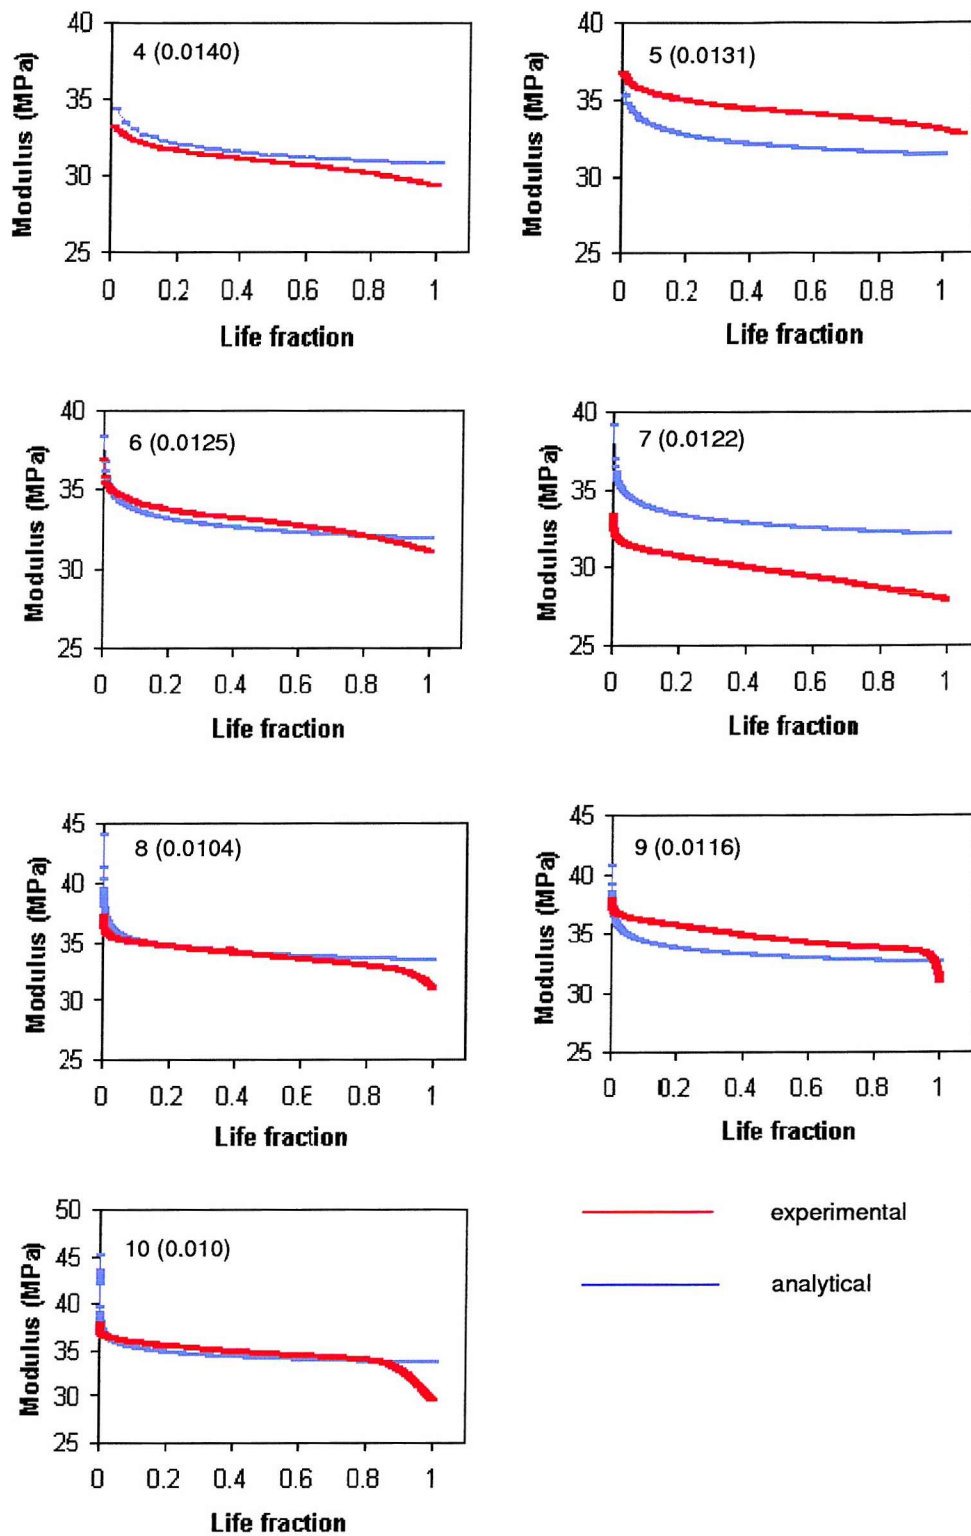 40
35
30
25
Modulus (MPa)
4 (0.0140)
0 0.2 0.4 0.6 0.8 1
Life fraction
40
35
30
25
Modulus (MPa)
5 (0.0131)
0 0.2 0.4 0.6 0.8 1
Life fraction
40
35
30
25
Modulus (MPa)
6 (0.0125)
0 0.2 0.4 0.6 0.8 1
Life fraction
40
35
30
25
Modulus (MPa)
7 (0.0122)
0 0.2 0.4 0.6 0.8 1
Life fraction
45
40
35
30
25
Modulus (MPa)
8 (0.0104)
0 0.2 0.4 0.6 0.8 1
Life fraction
45
40
35
30
25
Modulus (MPa)
9 (0.0116)
0 0.2 0.4 0.6 0.8 1
Life fraction
50
45
40
35
30
25
Modulus (MPa)
10 (0.010)
0 0.2 0.4 0.6 0.8 1
Life fraction
experimental
analytical